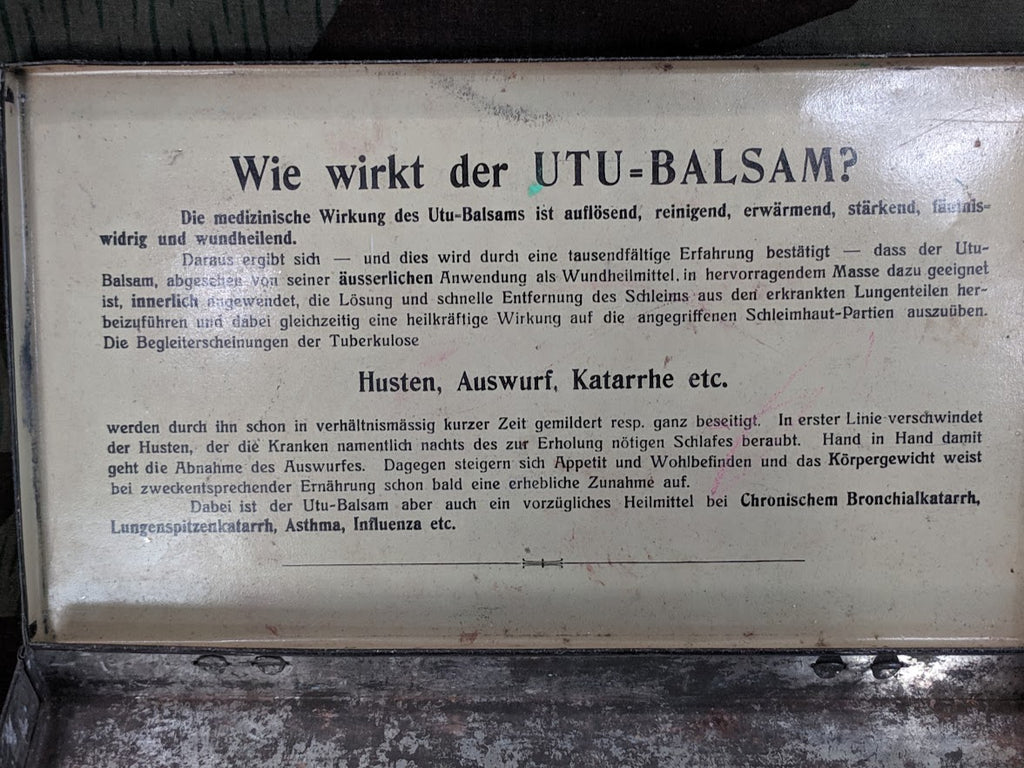 Wie wirkt der UTU=BALSAM?
Die medizinische Wirkung des Utu-Balsams ist auflösend, reinigend, erwärmend, stärkend, fäulnis-
widrig und wundheilend.
Daraus ergibt sich — und dies wird durch eine tausendfältige Erfahrung bestätigt — dass der Utu-
Balsam, abgesehen von seiner äusserlichen Anwendung als Wundheilmittel, in hervorragendem Masse dazu geeignet
ist, innerlich angewendet, die Lösung und schnelle Entfernung des Schleims aus den erkrankten Lungenteilen her-
beizuführen und dabei gleichzeitig eine heilkräftige Wirkung auf die angegriffenen Schleimhaut-Partien auszuüben.
Die Begleiterscheinungen der Tuberkulose
Husten, Auswurf, Katarrhe etc.
werden durch ihn schon in verhältnismässig kurzer Zeit gemildert resp. ganz beseitigt. In erster Linie verschwindet
der Husten, der die Kranken namentlich nachts des zur Erholung nötigen Schlafes beraubt. Hand in Hand damit
geht die Abnahme des Auswurfes. Dagegen steigern sich Appetit und Wohlbefinden und das Körpergewicht weist
bei zweckentsprechender Ernährung schon bald eine erhebliche Zunahme auf.
Dabei ist der Utu-Balsam aber auch ein vorzügliches Heilmittel bei Chronischem Bronchialkatarrh,
Lungenspitzenkatarrh, Asthma, Influenza etc.